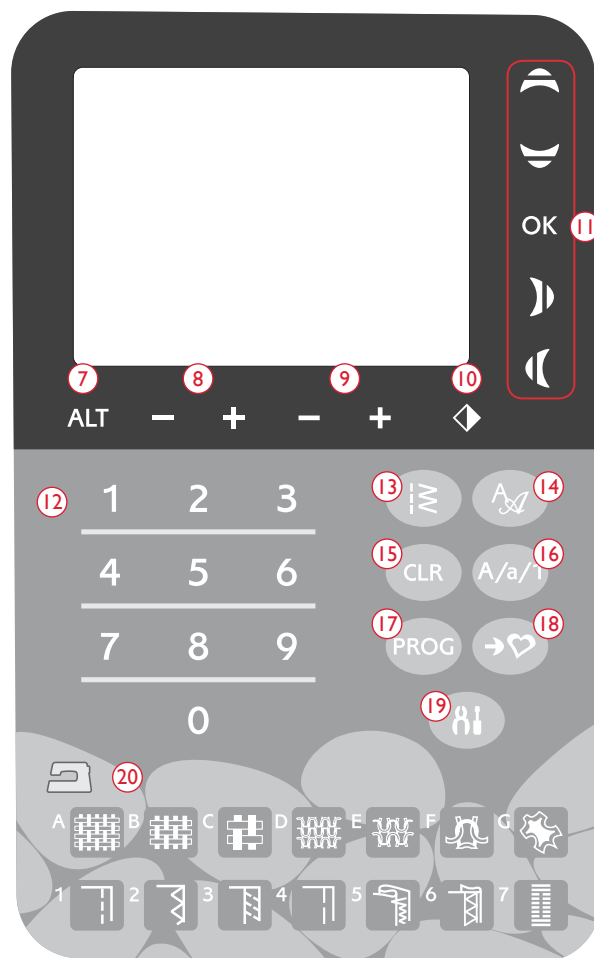 OK 11
7 8 9 10
ALT − + − +
12 1 2 3 13 14
A
4 5 6 15 CLR 16 A/a/1
7 8 9 17 PROG 18
0 19
20
A B C D E F G
1 2 3 4 5 6 7